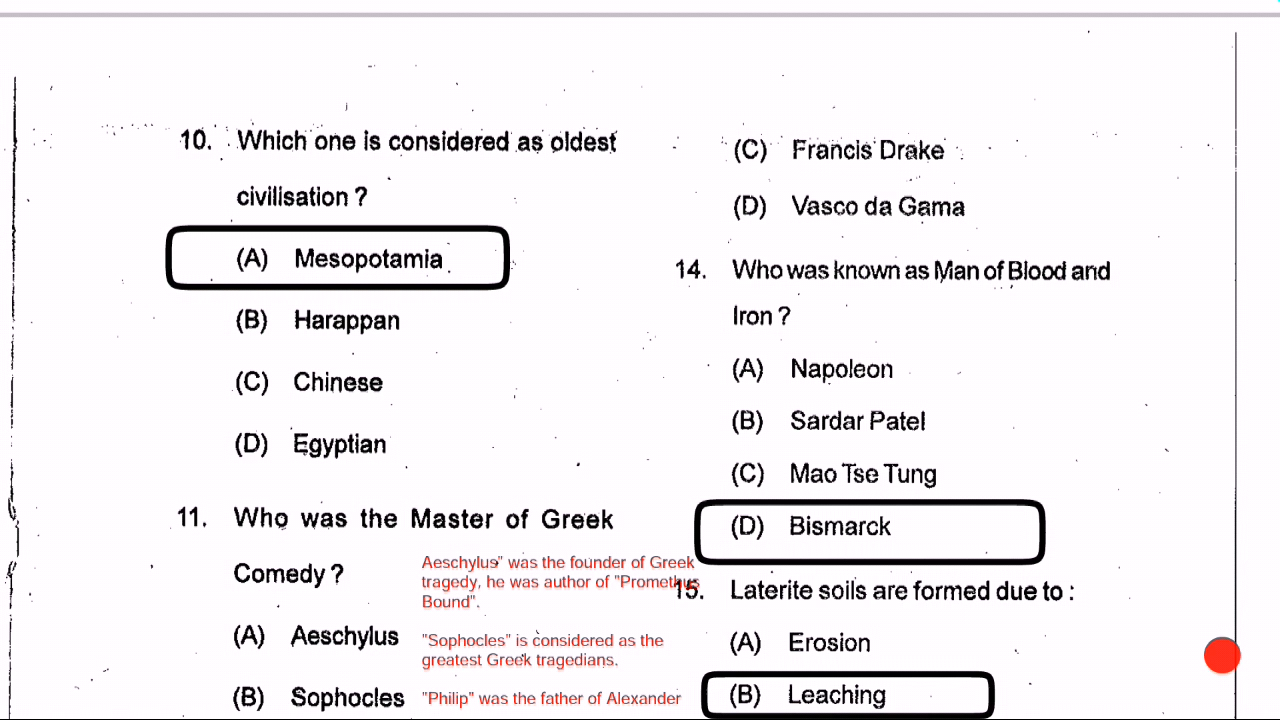 10. Which one is considered as oldest
civilisation ?
(A) Mesopotamia
(B) Harappan
(C) Chinese
(D) Egyptian
11. Who was the Master of Greek
Comedy ?
(A) Aeschylus
(B) Sophocles
Aeschylus" was the founder of Greek
tragedy, he was author of "Promethus
Bound".
"Sophocles" is considered as the
greatest Greek tragedians.
"Philip" was the father of Alexander
(C) Francis Drake
(D) Vasco da Gama
14. Who was known as Man of Blood and
Iron ?
(A) Napoleon
(B) Sardar Patel
(C) Mao Tse Tung
(D) Bismarck
15. Laterite soils are formed due to :
(A) Erosion
(B) Leaching